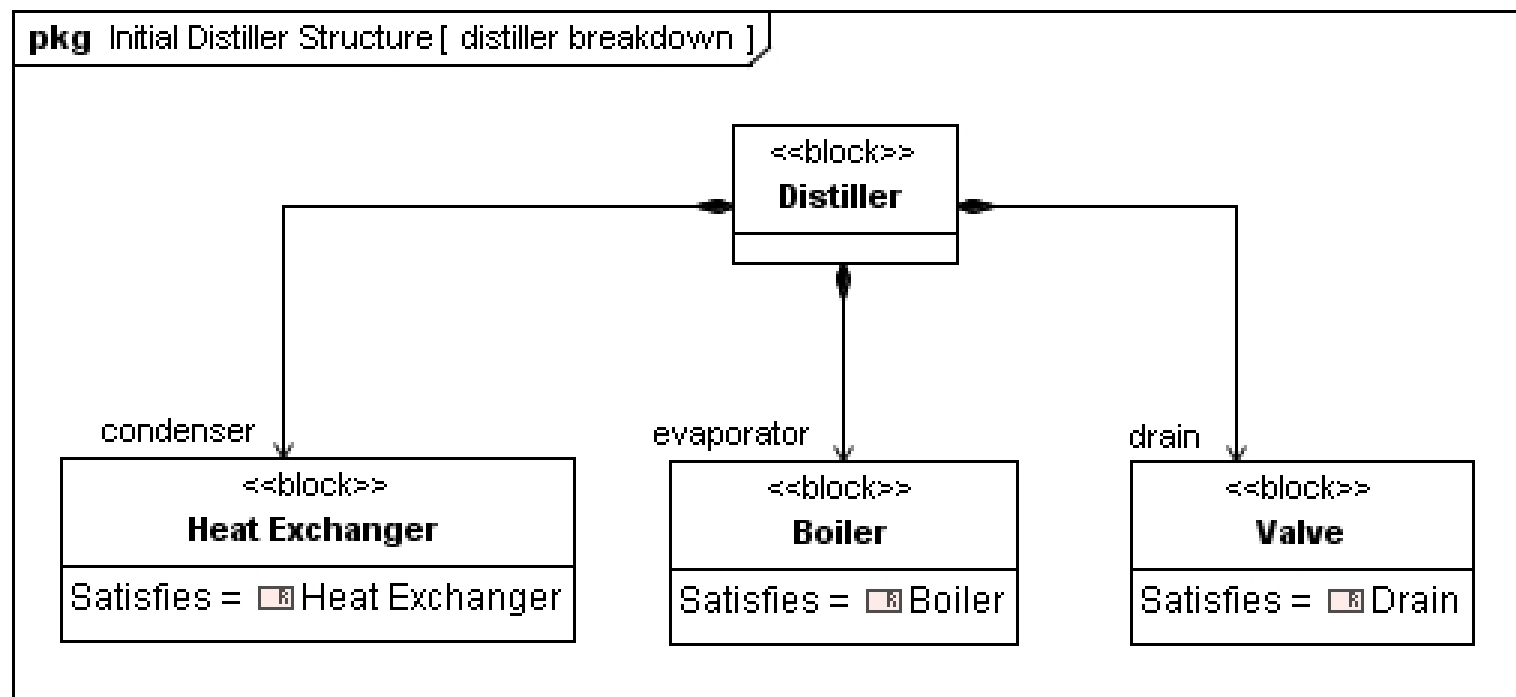 pkg Initial Distiller Structure [ distiller breakdown ]
<<block>>
Distiller
condenser
evaporator
drain
<<block>>
Heat Exchanger
Satisfies = R Heat Exchanger
<<block>>
Boiler
Satisfies = R Boiler
<<block>>
Valve
Satisfies = R Drain